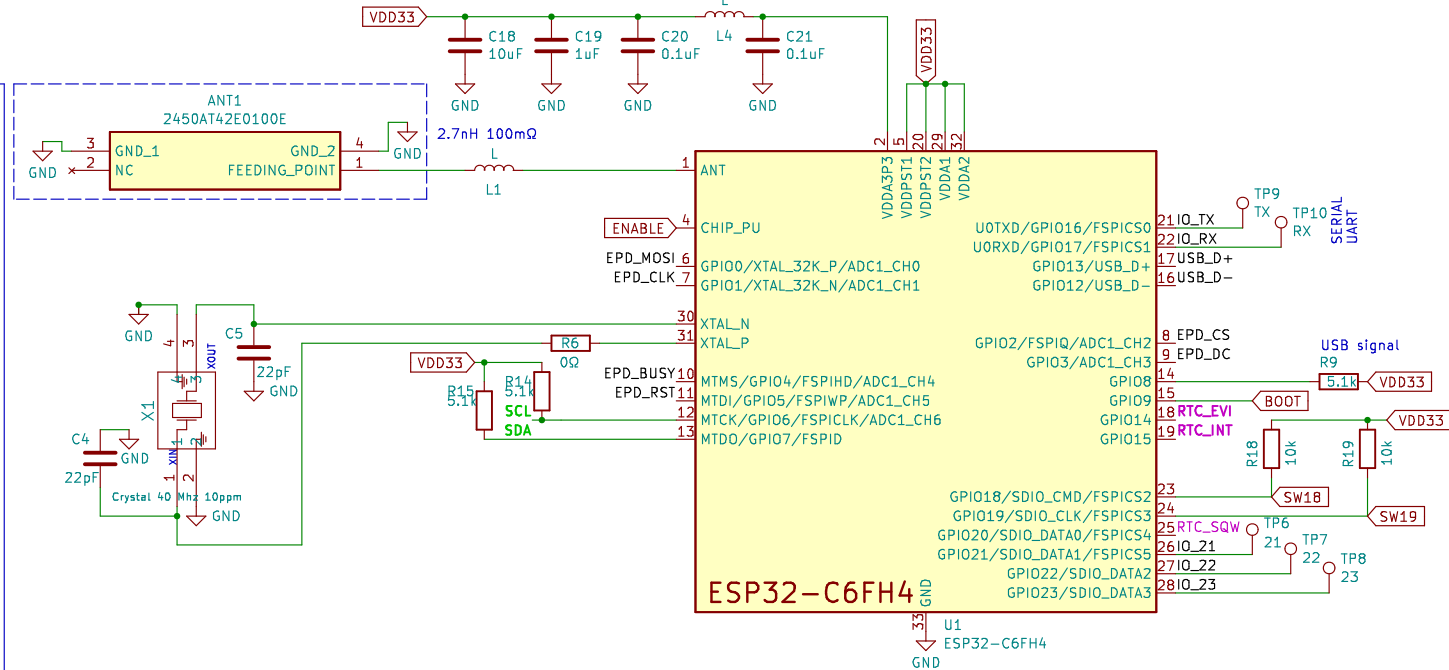 L
VDD33
C18
10uF
C19
1uF
C20
0.1uF
L4
C21
0.1uF
GND
GND
GND
GND
VDD33
ANT1
2450AT42E0100E
2.7nH 100mΩ
3
GND_1
GND_2
4
GND
GND
2
NC
FEEDING_POINT
1
L
L1
1
ANT
2
5
20
29
32
VDDA3P3
VDDPST1
VDDPST2
VDDA1
VDDA2
ENABLE
4
CHIP_PU
EPD_MOSI
6
GPIO0/XTAL_32K_P/ADC1_CH0
EPD_CLK
7
GPIO1/XTAL_32K_N/ADC1_CH1
30
XTAL_N
31
XTAL_P
R6
0Ω
VDD33
EPD_BUSY
10
MTMS/GPIO4/FSPIHD/ADC1_CH4
EPD_RST
11
MTDI/GPIO5/FSPIWP/ADC1_CH5
SCL
12
MTCK/GPIO6/FSPICLK/ADC1_CH6
SDA
13
MTDO/GPIO7/FSPID
R15
5.1k
R14
5.1k
GND
4
3
XOUT
C5
22pF
GND
4
3
X1
1
2
XIN
C4
22pF
GND
1
2
Crystal 40 Mhz 10ppm
GND
U0TXD/GPIO16/FSPICS0
21
IO_TX
TP9
TX
U0RXD/GPIO17/FSPICS1
22
IO_RX
TP10
RX
SERIAL
UART
GPIO13/USB_D+
17
USB_D+
GPIO12/USB_D-
16
USB_D-
GPIO2/FSPIQ/ADC1_CH2
8
EPD_CS
GPIO3/ADC1_CH3
9
EPD_DC
USB signal
R9
5.1k
VDD33
GPIO8
14
GPIO9
15
BOOT
GPIO14
18
RTC_EVI
GPIO15
19
RTC_INT
VDD33
R18
10k
R19
10k
GPIO18/SDIO_CMD/FSPICS2
23
SW18
GPIO19/SDIO_CLK/FSPICS3
24
SW19
GPIO20/SDIO_DATA0/FSPICS4
25
RTC_SQW
TP6
21
GPIO21/SDIO_DATA1/FSPICS5
26
IO_21
TP7
22
GPIO22/SDIO_DATA2
27
IO_22
TP8
23
GPIO23/SDIO_DATA3
28
IO_23
ESP32-C6FH4
GND
33
U1
ESP32-C6FH4
GND